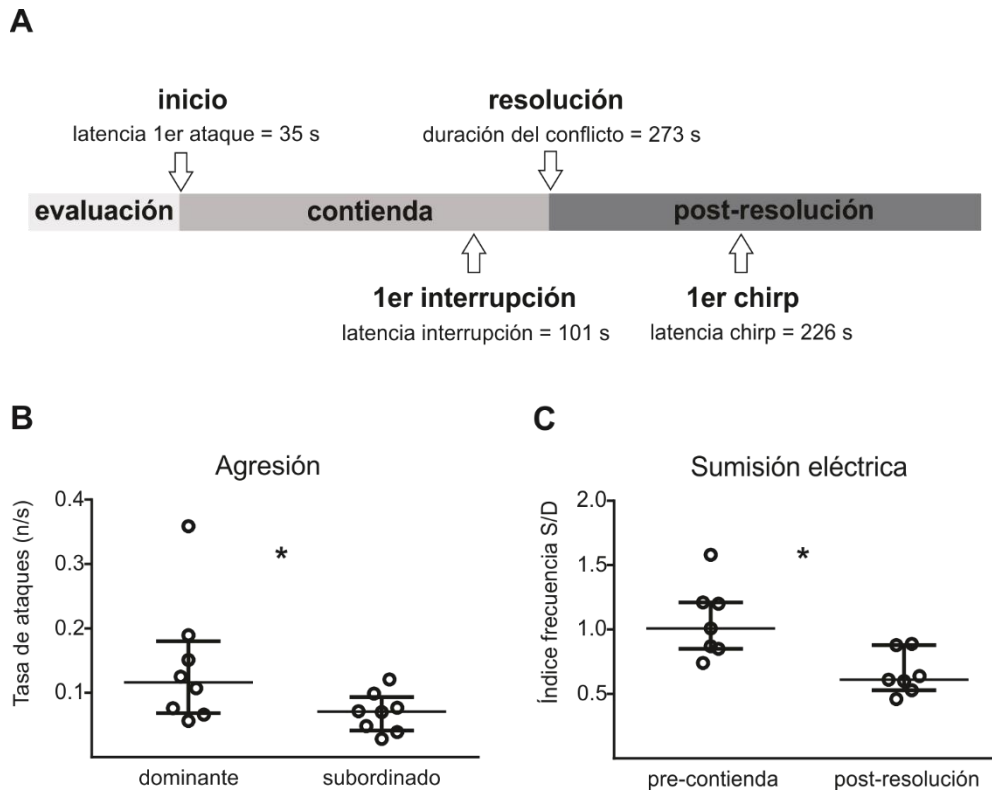 A
inicio
latencia 1er ataque = 35 s
resolución
duración del conflicto = 273 s
evaluación
contienda
post-resolución
1er interrupción
latencia interrupción = 101 s
1er chirp
latencia chirp = 226 s
B
Agresión
Tasa de ataques (n/s)
0.4
0.3
0.2
0.1
*
dominante
subordinado
C
Sumisión eléctrica
Índice frecuencia S/D
2.0
1.5
1.0
0.5
*
pre-contienda
post-resolución